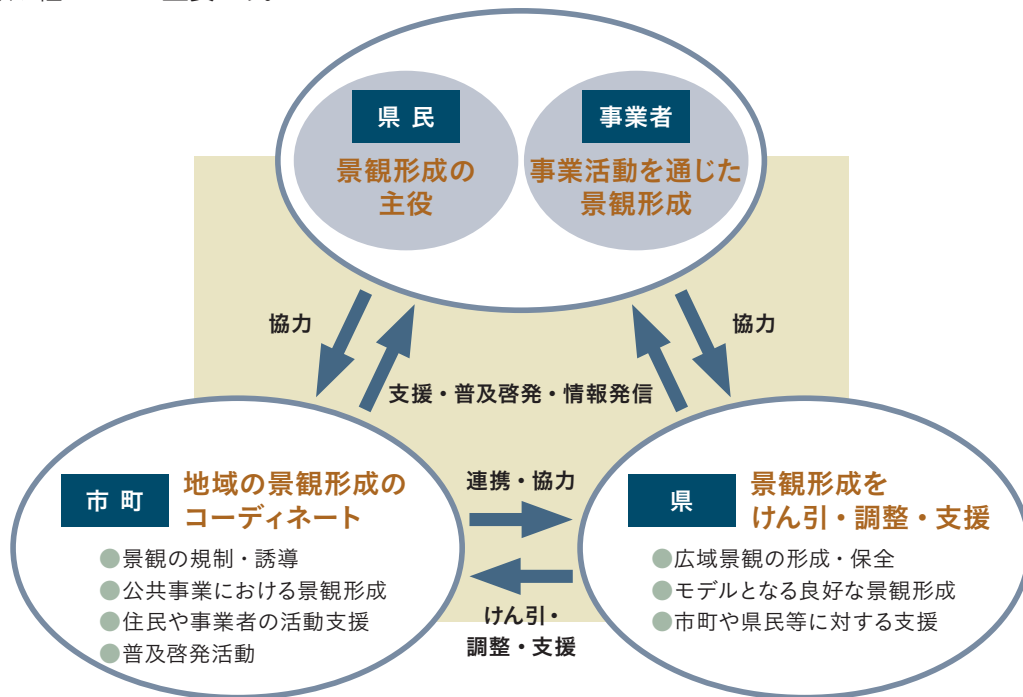 県民
景観形成の
主役
事業者
事業活動を通じた
景観形成
協力
協力
支援・普及啓発・情報発信
市町
地域の景観形成の
コーディネート
●景観の規制・誘導
●公共事業における景観形成
●住民や事業者の活動支援
●普及啓発活動
連携・協力
けん引・
調整・支援
県
景観形成を
けん引・調整・支援
●広域景観の形成・保全
●モデルとなる良好な景観形成
●市町や県民等に対する支援